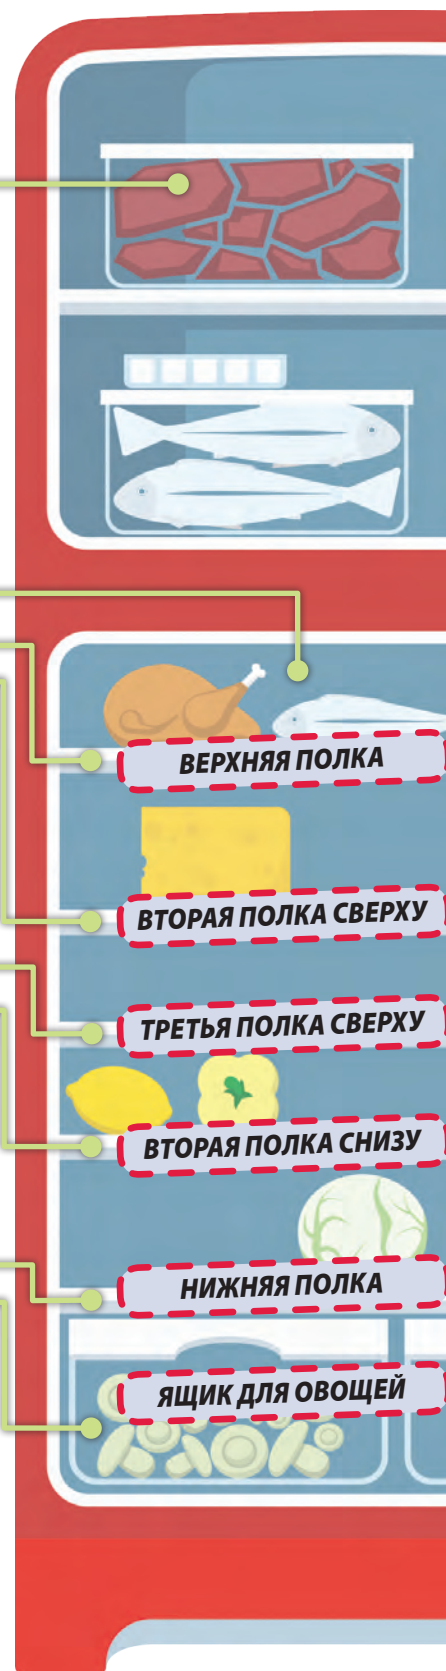 ВЕРХНЯЯ ПОЛКА
ВТОРАЯ ПОЛКА СВЕРХУ
ТРЕТЬЯ ПОЛКА СВЕРХУ
ВТОРАЯ ПОЛКА СНИЗУ
НИЖНЯЯ ПОЛКА
ЯЩИК ДЛЯ ОВОЩЕЙ